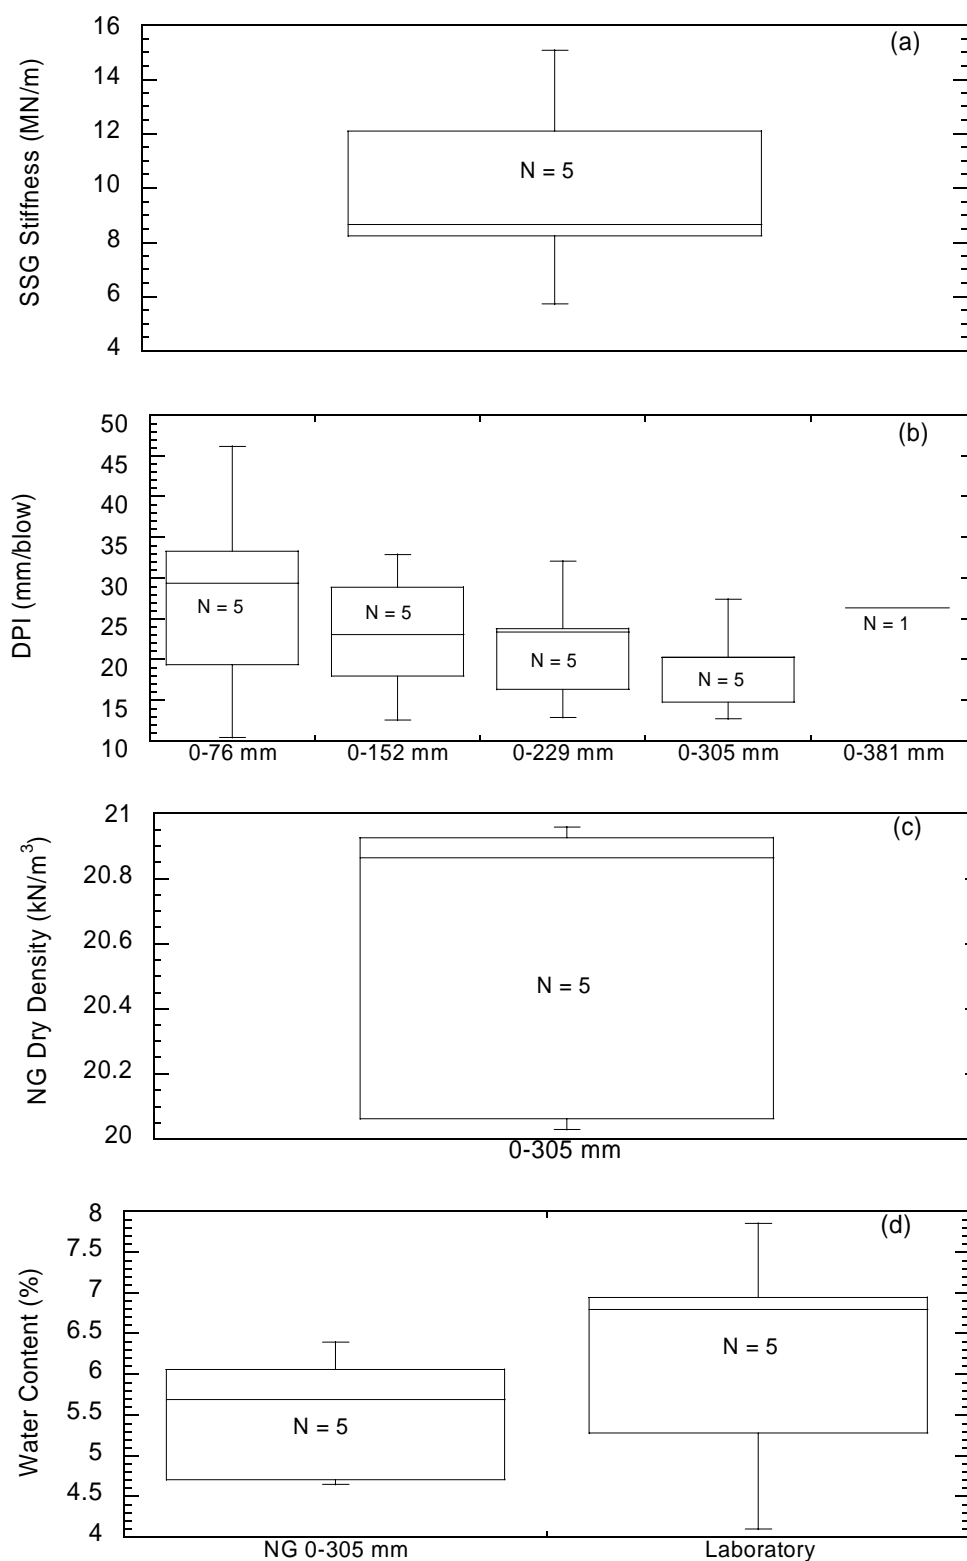 (a)
SSG Stiffness (MN/m)
16
14
12
10
8
6
4
N = 5
(b)
DPI (mm/blow)
50
45
40
35
30
25
20
15
10
N = 5
N = 5
N = 5
N = 5
N = 1
0-76 mm 0-152 mm 0-229 mm 0-305 mm 0-381 mm
(c)
NG Dry Density (kN/m³)
21
20.8
20.6
20.4
20.2
20
N = 5
0-305 mm
(d)
Water Content (%)
8
7.5
7
6.5
6
5.5
5
4.5
4
N = 5
N = 5
NG 0-305 mm Laboratory